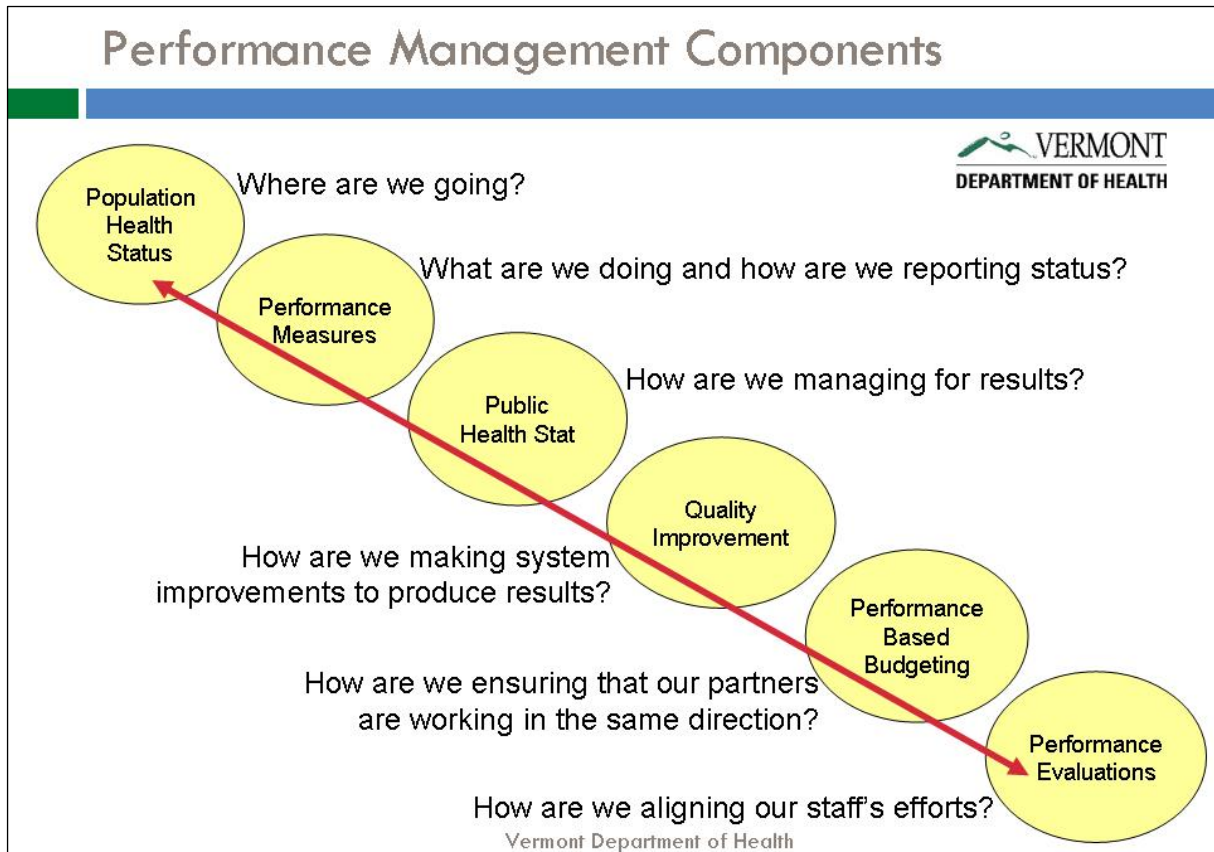 Performance Management Components
VERMONT
DEPARTMENT OF HEALTH
Population
Health
Status
Where are we going?
Performance
Measures
What are we doing and how are we reporting status?
Public
Health Stat
How are we managing for results?
Quality
Improvement
How are we making system
improvements to produce results?
Performance
Based
Budgeting
How are we ensuring that our partners
are working in the same direction?
Performance
Evaluations
How are we aligning our staff's efforts?
Vermont Department of Health